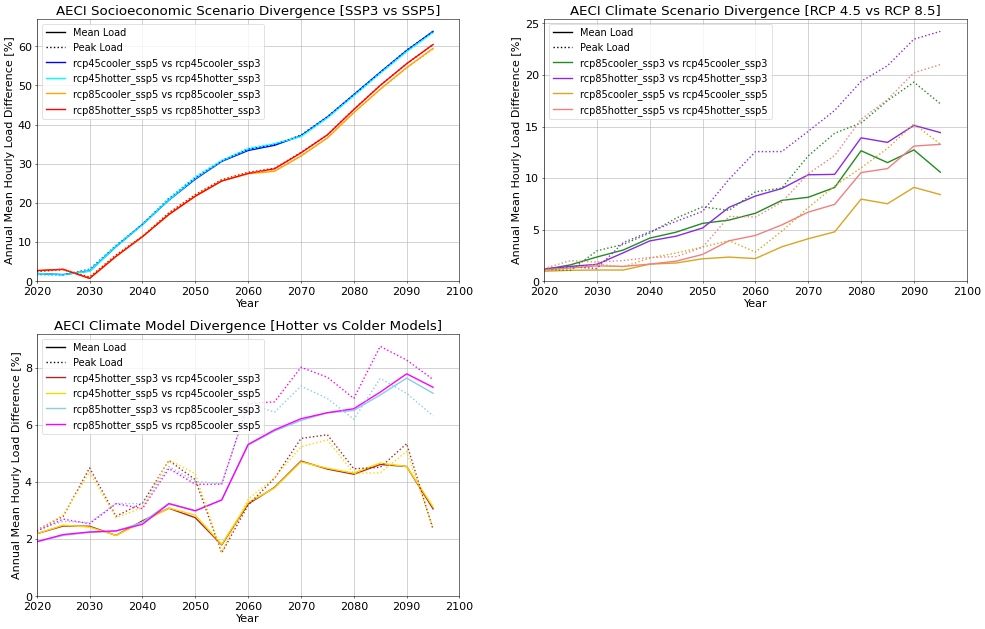 AECI Socioeconomic Scenario Divergence [SSP3 vs SSP5]
Annual Mean Hourly Load Difference [%]
60
50
40
30
20
10
0
Mean Load
Peak Load
rcp45cooler_ssp5 vs rcp45cooler_ssp3
rcp45hotter_ssp5 vs rcp45hotter_ssp3
rcp85cooler_ssp5 vs rcp85cooler_ssp3
rcp85hotter_ssp5 vs rcp85hotter_ssp3
2020 2030 2040 2050 2060 2070 2080 2090 2100
Year
AECI Climate Scenario Divergence [RCP 4.5 vs RCP 8.5]
Annual Mean Hourly Load Difference [%]
25
20
15
10
5
0
Mean Load
Peak Load
rcp85cooler_ssp3 vs rcp45cooler_ssp3
rcp85hotter_ssp3 vs rcp45hotter_ssp3
rcp85cooler_ssp5 vs rcp45cooler_ssp5
rcp85hotter_ssp5 vs rcp45hotter_ssp5
2020 2030 2040 2050 2060 2070 2080 2090 2100
Year
AECI Climate Model Divergence [Hotter vs Colder Models]
Annual Mean Hourly Load Difference [%]
8
6
4
2
0
Mean Load
Peak Load
rcp45hotter_ssp3 vs rcp45cooler_ssp3
rcp45hotter_ssp5 vs rcp45cooler_ssp5
rcp85hotter_ssp3 vs rcp85cooler_ssp3
rcp85hotter_ssp5 vs rcp85cooler_ssp5
2020 2030 2040 2050 2060 2070 2080 2090 2100
Year